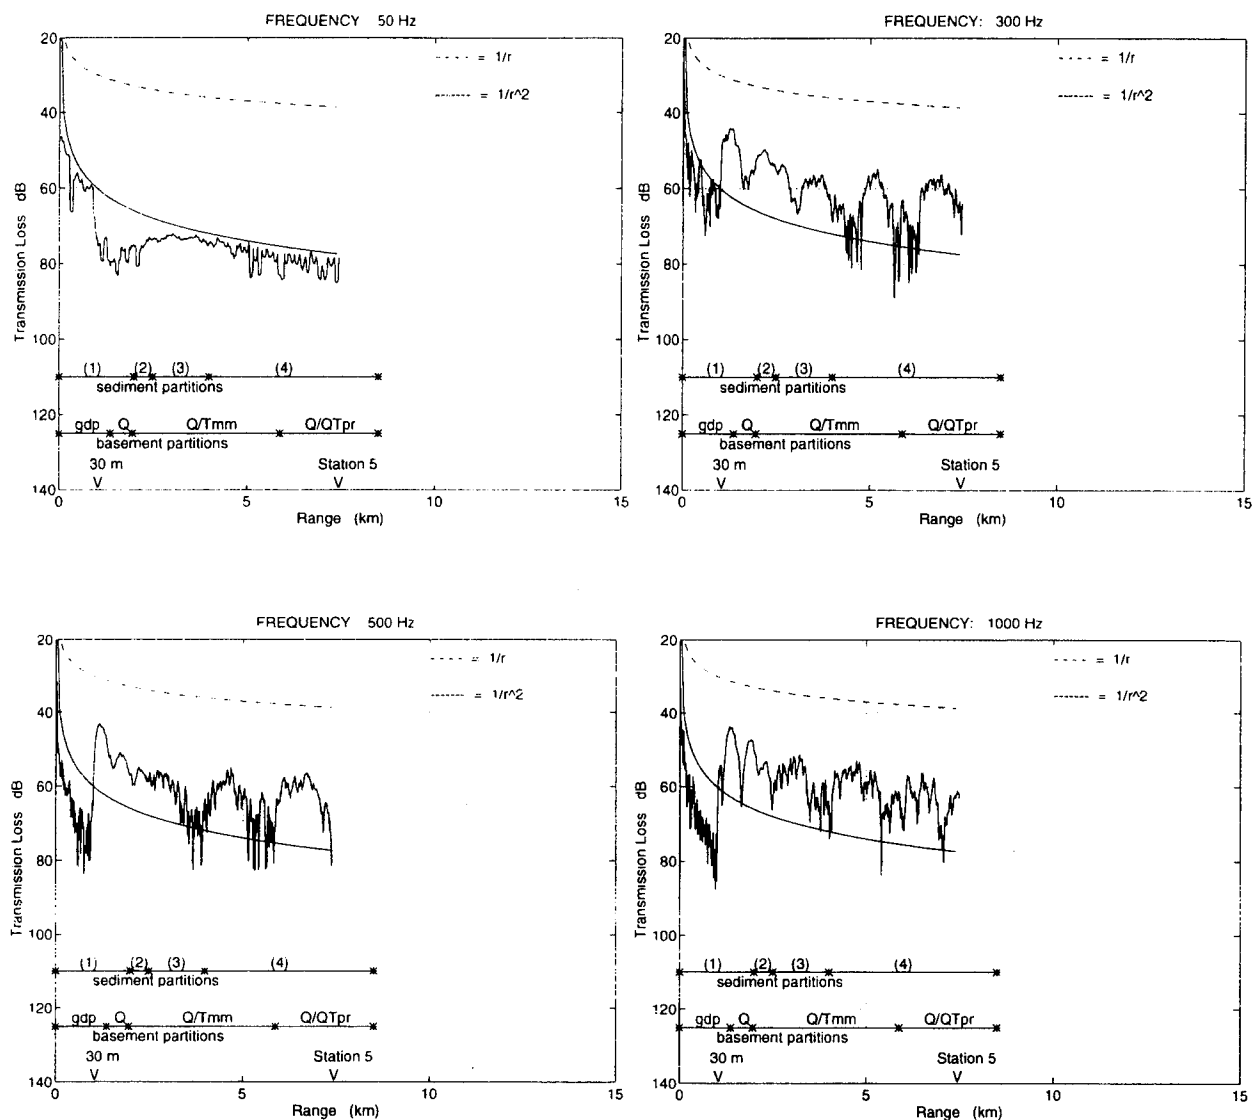 FREQUENCY 50 Hz
20
40
60
80
100
120
140
Transmission Loss dB
- - - - = 1/r
-------- = 1/r^2
(1) (2) (3) (4)
sediment partitions
gdp Q Q/Tmm Q/QTpr
basement partitions
30 m Station 5
V V
0 5 10 15
Range (km)
FREQUENCY: 300 Hz
20
40
60
80
100
120
140
Transmission Loss dB
- - - - = 1/r
-------- = 1/r^2
(1) (2) (3) (4)
sediment partitions
gdp Q Q/Tmm Q/QTpr
basement partitions
30 m Station 5
V V
0 5 10 15
Range (km)
FREQUENCY 500 Hz
20
40
60
80
100
120
140
Transmission Loss dB
- - - - = 1/r
-------- = 1/r^2
(1) (2) (3) (4)
sediment partitions
gdp Q Q/Tmm Q/QTpr
basement partitions
30 m Station 5
V V
0 5 10 15
Range (km)
FREQUENCY: 1000 Hz
20
40
60
80
100
120
140
Transmission Loss dB
- - - - = 1/r
-------- = 1/r^2
(1) (2) (3) (4)
sediment partitions
gdp Q Q/Tmm Q/QTpr
basement partitions
30 m Station 5
V V
0 5 10 15
Range (km)